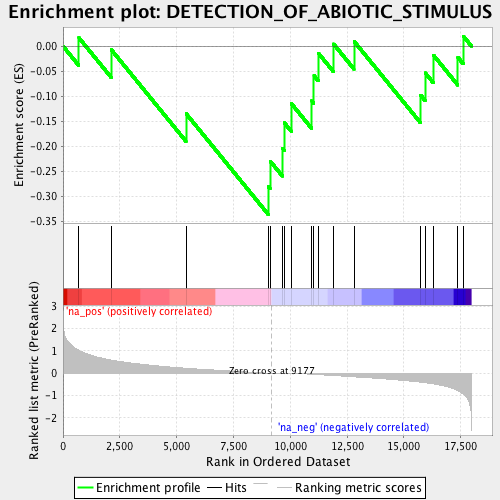 Enrichment plot: DETECTION_OF_ABIOTIC_STIMULUS
Enrichment score (ES)
0.00
-0.05
-0.10
-0.15
-0.20
-0.25
-0.30
-0.35
'na_pos' (positively correlated)
Ranked list metric (PreRanked)
3
2
1
0
-1
-2
Zero cross at 9177
'na_neg' (negatively correlated)
0
2,500
5,000
7,500
10,000
12,500
15,000
17,500
Rank in Ordered Dataset
Enrichment profile
Hits
Ranking metric scores